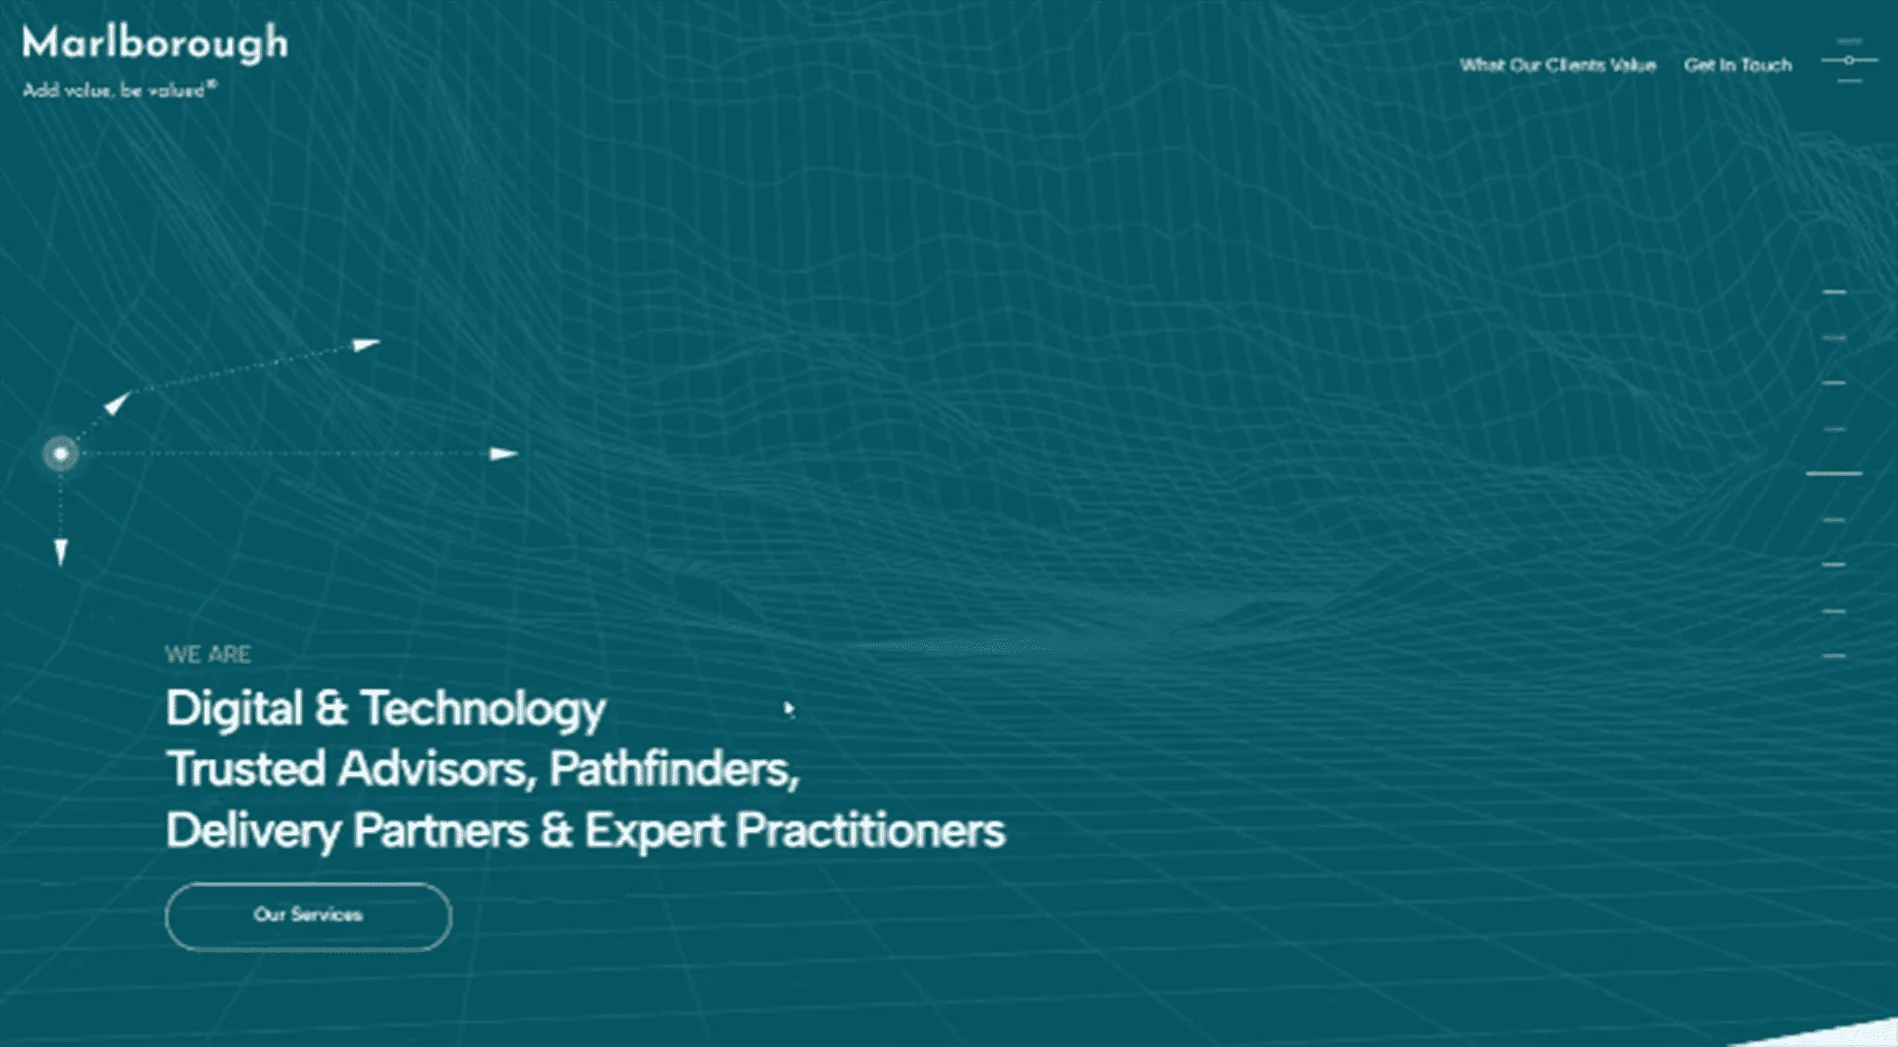 Marlborough
Add value, be valued®
What Our Clients Value
Get In Touch
WE ARE
Digital & Technology
Trusted Advisors, Pathfinders,
Delivery Partners & Expert Practitioners
Our Services